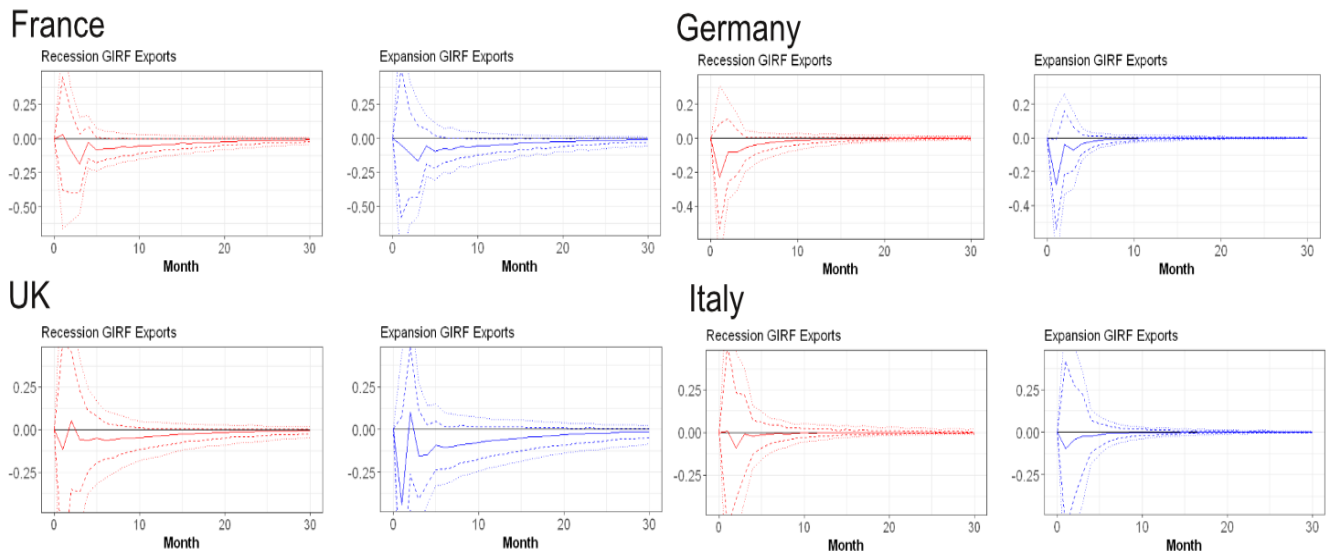 France
Germany
Recession GIRF Exports
Expansion GIRF Exports
Recession GIRF Exports
Expansion GIRF Exports
0.25
0.00
-0.25
-0.50
0.25
0.00
-0.25
-0.50
0.2
0.0
-0.2
-0.4
0.2
0.0
-0.2
-0.4
0 10 20 30
0 10 20 30
0 10 20 30
0 10 20 30
Month
Month
Month
Month
UK
Italy
Recession GIRF Exports
Expansion GIRF Exports
Recession GIRF Exports
Expansion GIRF Exports
0.25
0.00
-0.25
0.25
0.00
-0.25
0.25
0.00
-0.25
0.25
0.00
-0.25
0 10 20 30
0 10 20 30
0 10 20 30
0 10 20 30
Month
Month
Month
Month